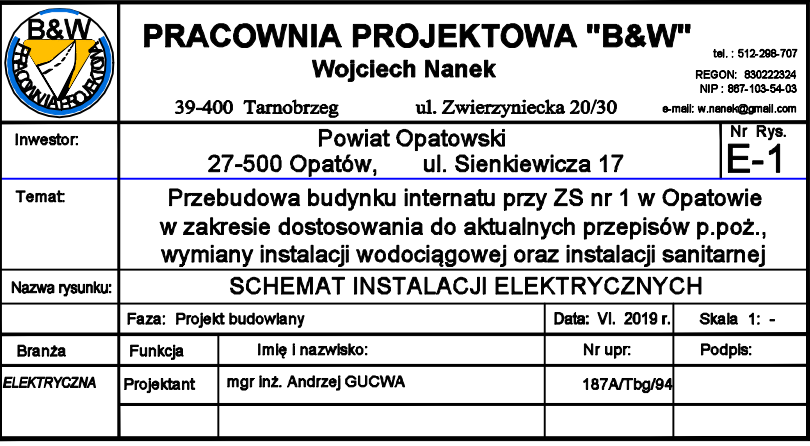 B&W
PRACOWNIA PROJEKTOWA
PRACOWNIA PROJEKTOWA "B&W"
Wojciech Nanek
39-400 Tarnobrzeg ul. Zwierzyniecka 20/30
tel. : 512-298-707
REGON: 830222324
NIP : 867-103-54-03
e-mail: w.nanek@gmail.com
Inwestor:
Powiat Opatowski
27-500 Opatów, ul. Sienkiewicza 17
Nr Rys.
E-1
Temat:
Przebudowa budynku internatu przy ZS nr 1 w Opatowie
w zakresie dostosowania do aktualnych przepisów p.poż.,
wymiany instalacji wodociągowej oraz instalacji sanitarnej
Nazwa rysunku: SCHEMAT INSTALACJI ELEKTRYCZNYCH
Faza: Projekt budowlany Data: VI. 2019 r. Skala 1: -
Branża Funkcja Imię i nazwisko: Nr upr: Podpis:
ELEKTRYCZNA Projektant mgr inż. Andrzej GUCWA 187A/Tbg/94